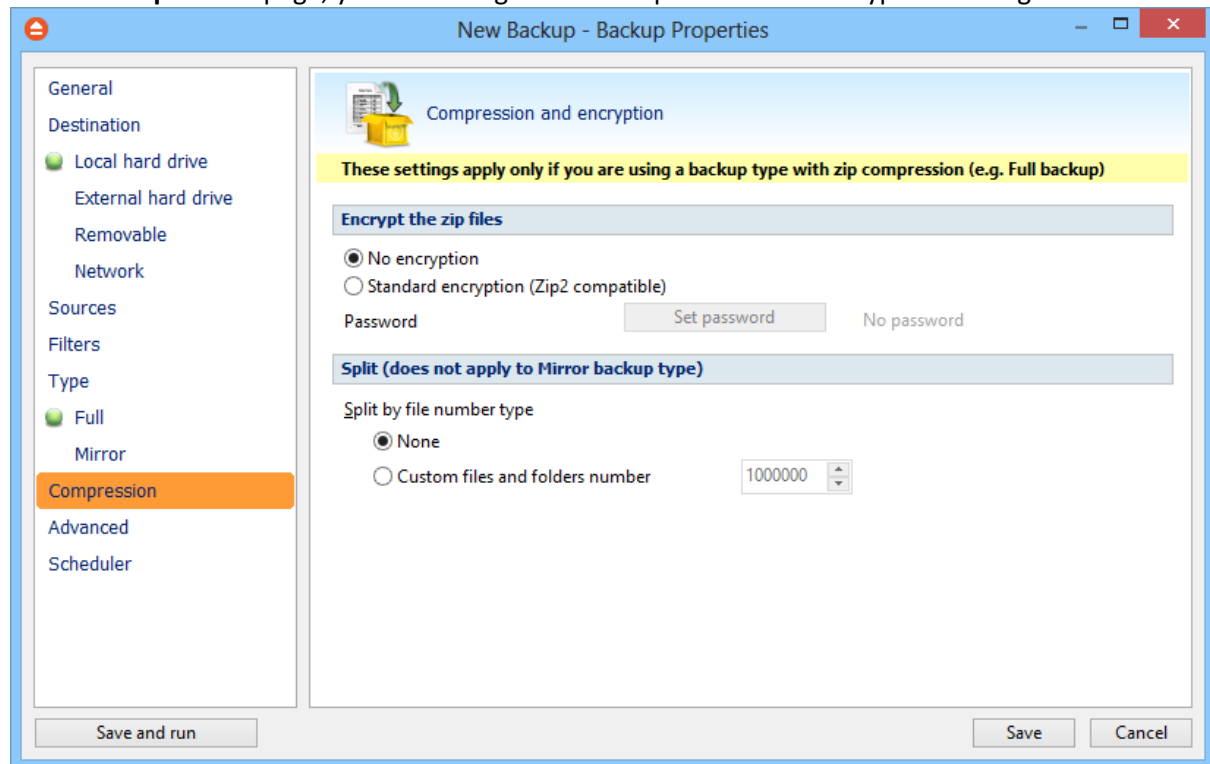 New Backup - Backup Properties
General
Destination
Local hard drive
External hard drive
Removable
Network
Sources
Filters
Type
Full
Mirror
Compression
Advanced
Scheduler
Compression and encryption
These settings apply only if you are using a backup type with zip compression (e.g. Full backup)
Encrypt the zip files
No encryption
Standard encryption (Zip2 compatible)
Password Set password No password
Split (does not apply to Mirror backup type)
Split by file number type
None
Custom files and folders number 1000000
Save and run Save Cancel